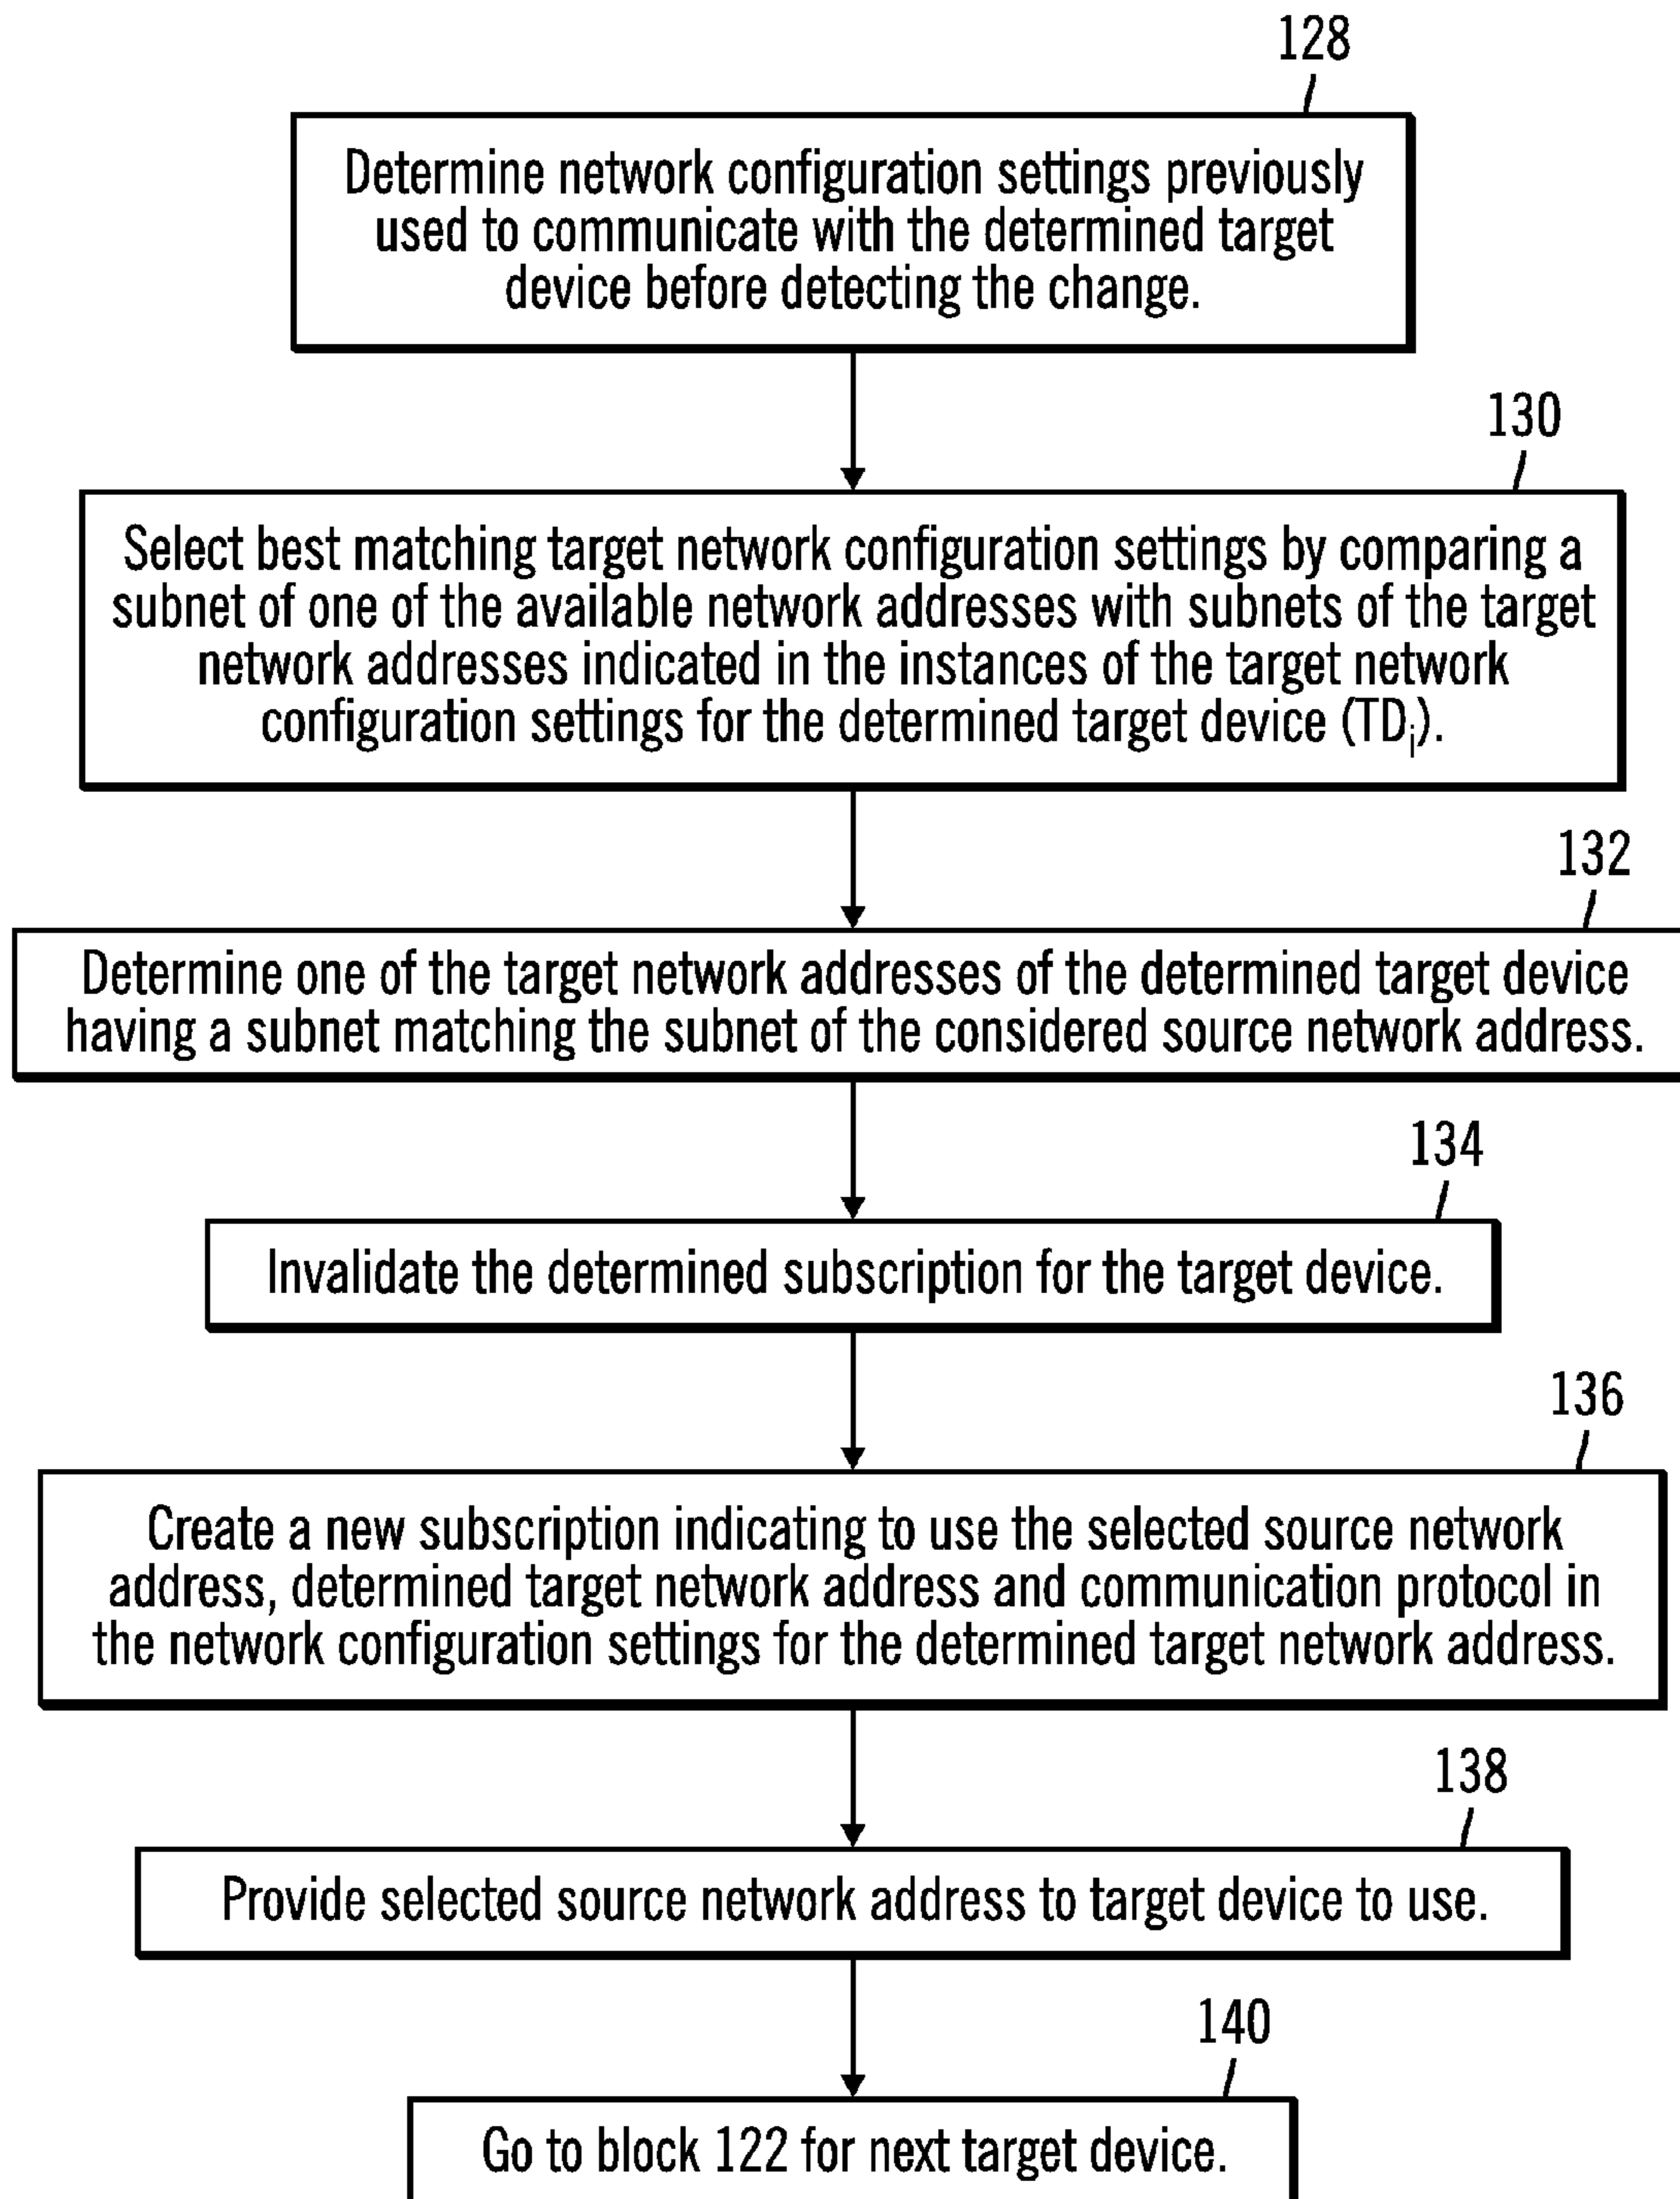 128
Determine network configuration settings previously
used to communicate with the determined target
device before detecting the change.
130
Select best matching target network configuration settings by comparing a
subnet of one of the available network addresses with subnets of the target
network addresses indicated in the instances of the target network
configuration settings for the determined target device (TDi).
132
Determine one of the target network addresses of the determined target device
having a subnet matching the subnet of the considered source network address.
134
Invalidate the determined subscription for the target device.
136
Create a new subscription indicating to use the selected source network
address, determined target network address and communication protocol in
the network configuration settings for the determined target network address.
138
Provide selected source network address to target device to use.
140
Go to block 122 for next target device.